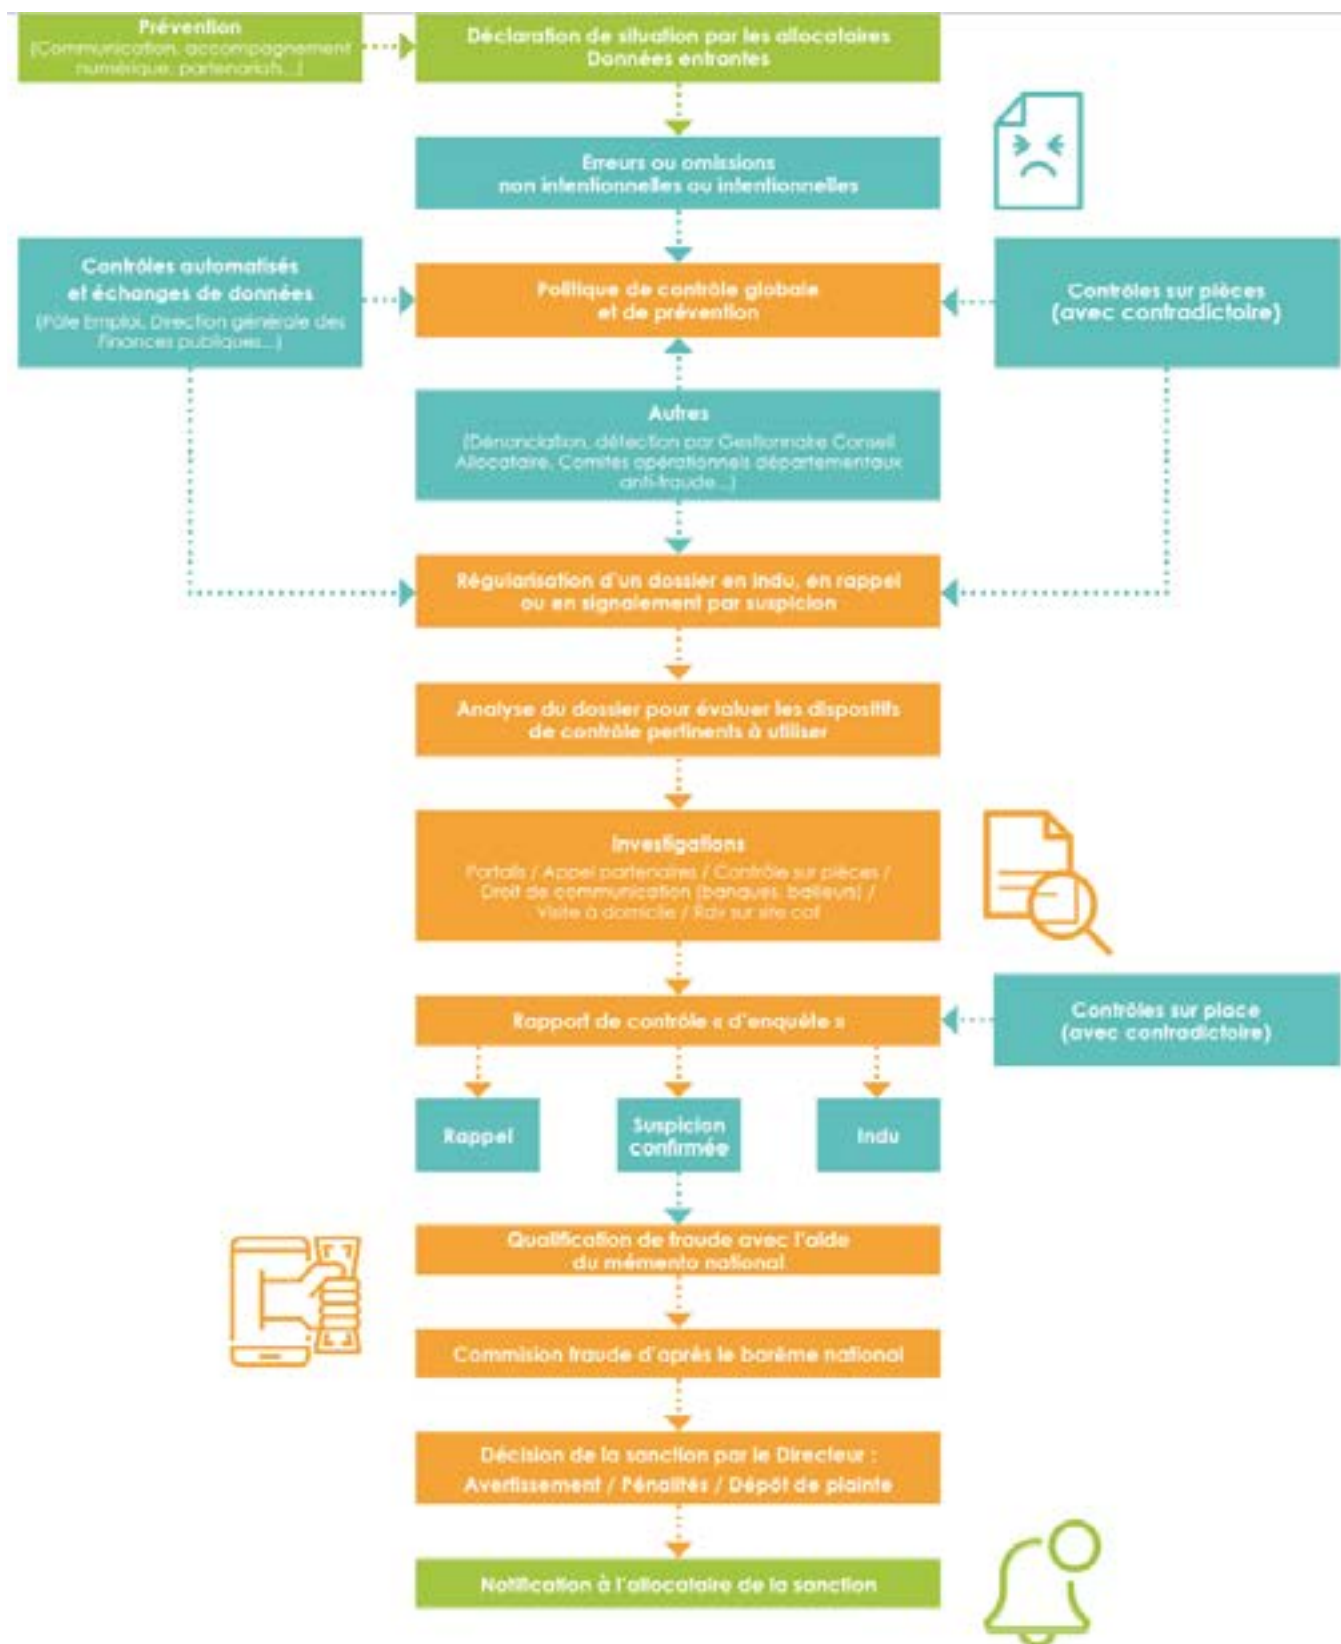 Prévention
(Communication, accompagnement
numérique, partenariats...)
Déclaration de situation par les allocataires
Données entrantes
Erreurs ou omissions
non intentionnelles ou intentionnelles
Contrôles automatisés
et échanges de données
(Pôle Emploi, Direction générale des
Finances publiques...)
Politique de contrôle globale
et de prévention
Contrôles sur pièces
(avec contradictoire)
Autres
(Dénonciation, détection par Gestionnaire Conseil
Allocataire, Comités opérationnels départementaux
anti-fraude...)
Régularisation d'un dossier en indu, en rappel
ou en signalement par suspicion
Analyse du dossier pour évaluer les dispositifs
de contrôle pertinents à utiliser
Investigations
Portails / Appel partenaires / Contrôle sur pièces /
Droit de communication (banques, bailleurs) /
Visite à domicile / Rdv sur site caf
Rapport de contrôle « d'enquête »
Contrôles sur place
(avec contradictoire)
Rappel
Suspicion
confirmée
Indu
Qualification de fraude avec l'aide
du mémento national
Commision fraude d'après le barème national
Décision de la sanction par le Directeur :
Avertissement / Pénalités / Dépôt de plainte
Notification à l'allocataire de la sanction